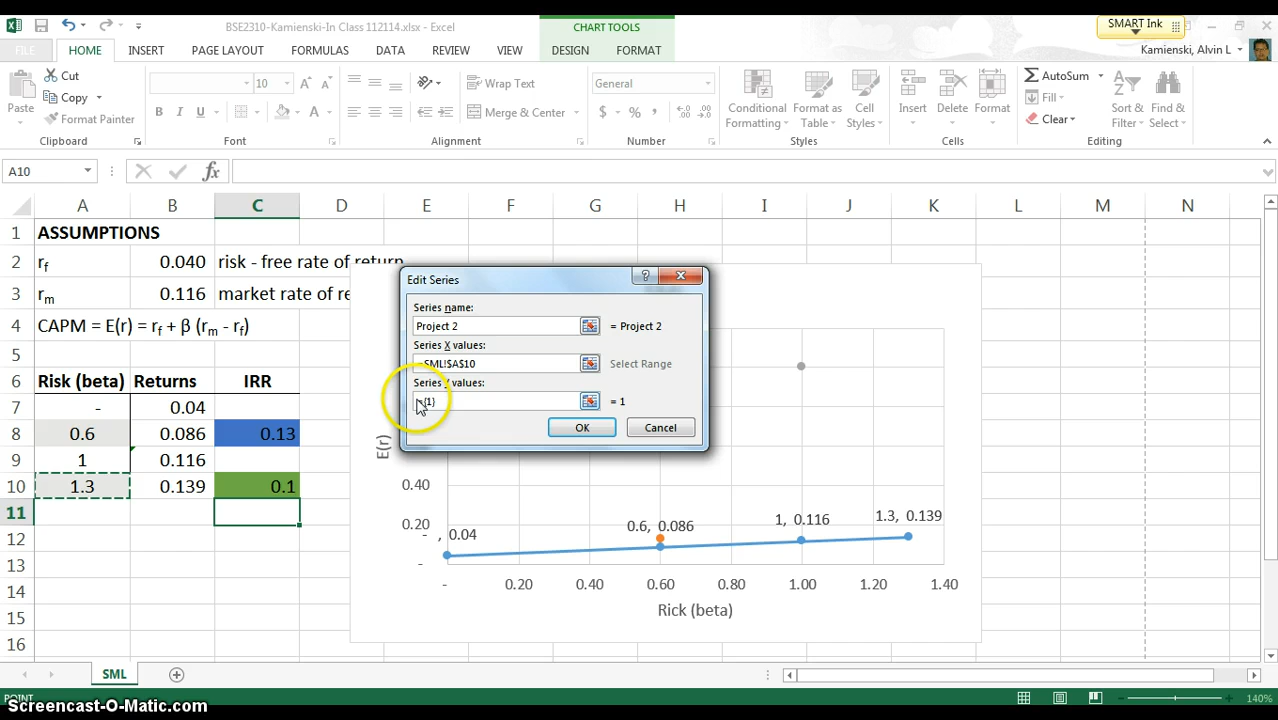 BSE2310-Kamienski-In Class 112114.xlsx - Excel
CHART TOOLS
SMART Ink
FILE HOME INSERT PAGE LAYOUT FORMULAS DATA REVIEW VIEW DESIGN FORMAT
Kamienski, Alvin L
Paste
Cut
Copy
Format Painter
Clipboard
10
B I U
Font
Wrap Text
Merge & Center
Alignment
General
$ % ,
Number
Conditional Formatting
Format as Table
Cell Styles
Styles
Insert
Delete
Format
Cells
AutoSum
Fill
Clear
Sort & Filter
Find & Select
Editing
A10
fx
A B C D E F G H I J K L M N
1 ASSUMPTIONS
2 rf 0.040 risk - free rate of return
3 rm 0.116 market rate of re
4 CAPM = E(r) = rf + β (rm - rf)
5
6 Risk (beta) Returns IRR
7 - 0.04
8 0.6 0.086 0.13
9 1 0.116
10 1.3 0.139 0.1
11
12
13
14
15
16
Edit Series
Series name:
Project 2 = Project 2
Series X values:
=SML!$A$10 Select Range
Series Y values:
={1} = 1
OK Cancel
E(r)
0.40
0.20
-
- , 0.04
0.6, 0.086
1, 0.116
1.3, 0.139
- 0.20 0.40 0.60 0.80 1.00 1.20 1.40
Rick (beta)
SML
POINT
140%
Screencast-O-Matic.com